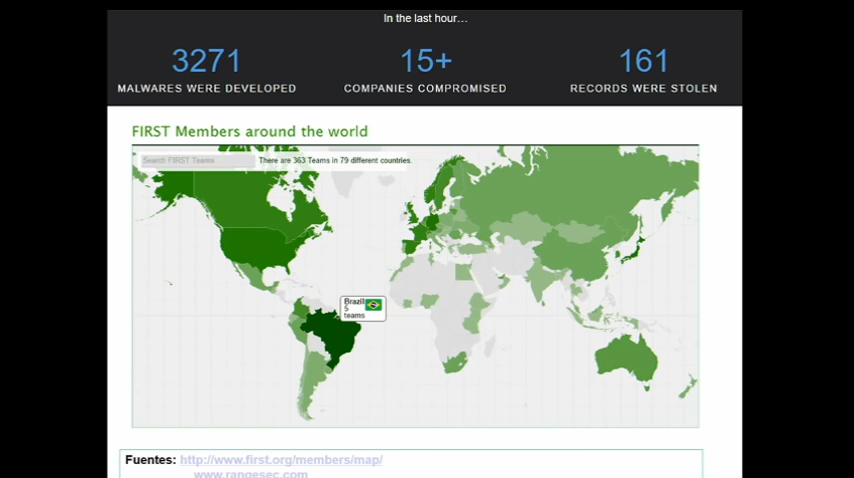 In the last hour…
3271
15+
161
MALWARES WERE DEVELOPED
COMPANIES COMPROMISED
RECORDS WERE STOLEN
FIRST Members around the world
Search FIRST Teams
There are 363 Teams in 79 different countries.
Brazil
5
teams
Fuentes: http://www.first.org/members/map/
www.rangesec.com